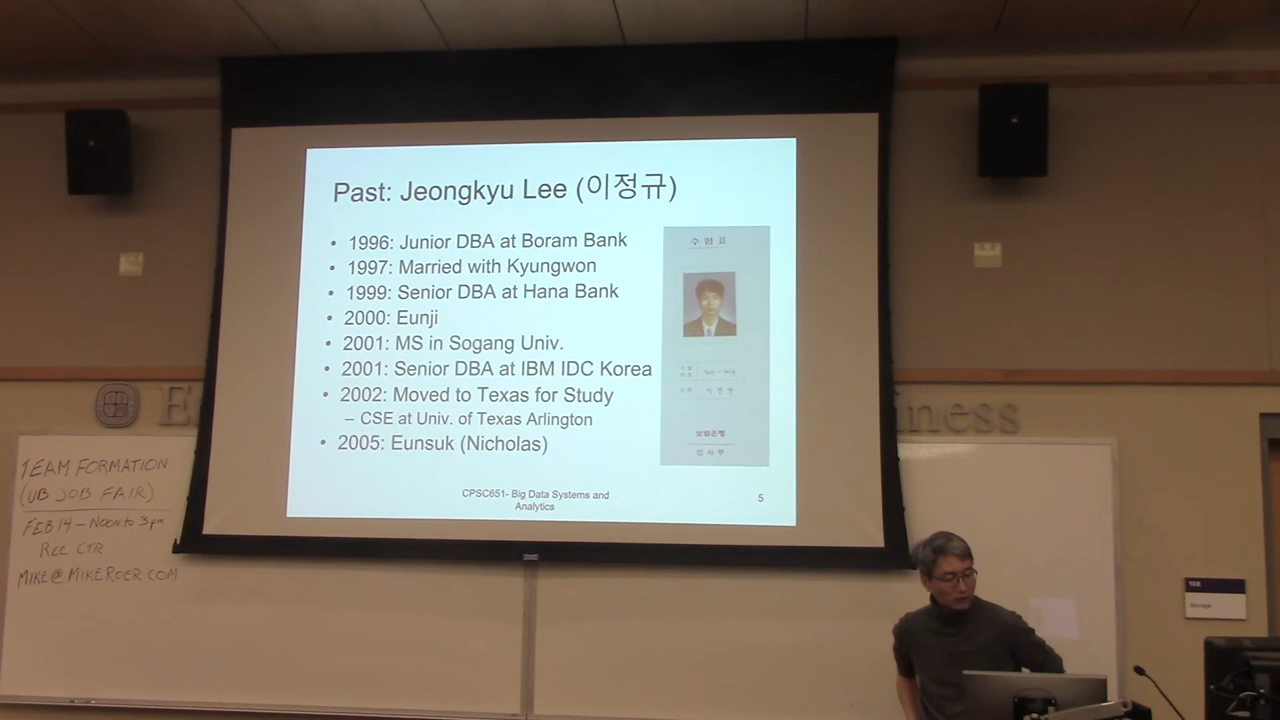 Past: Jeongkyu Lee (이정규)
• 1996: Junior DBA at Boram Bank
• 1997: Married with Kyungwon
• 1999: Senior DBA at Hana Bank
• 2000: Eunji
• 2001: MS in Sogang Univ.
• 2001: Senior DBA at IBM IDC Korea
• 2002: Moved to Texas for Study
– CSE at Univ. of Texas Arlington
• 2005: Eunsuk (Nicholas)
수험표
보람은행
인사부
CPSC651- Big Data Systems and
Analytics
5
TEAM FORMATION
(UB JOB FAIR)
FEB 14 – NOON to 3pm
REC CTR
MIKE@MIKEROER.COM